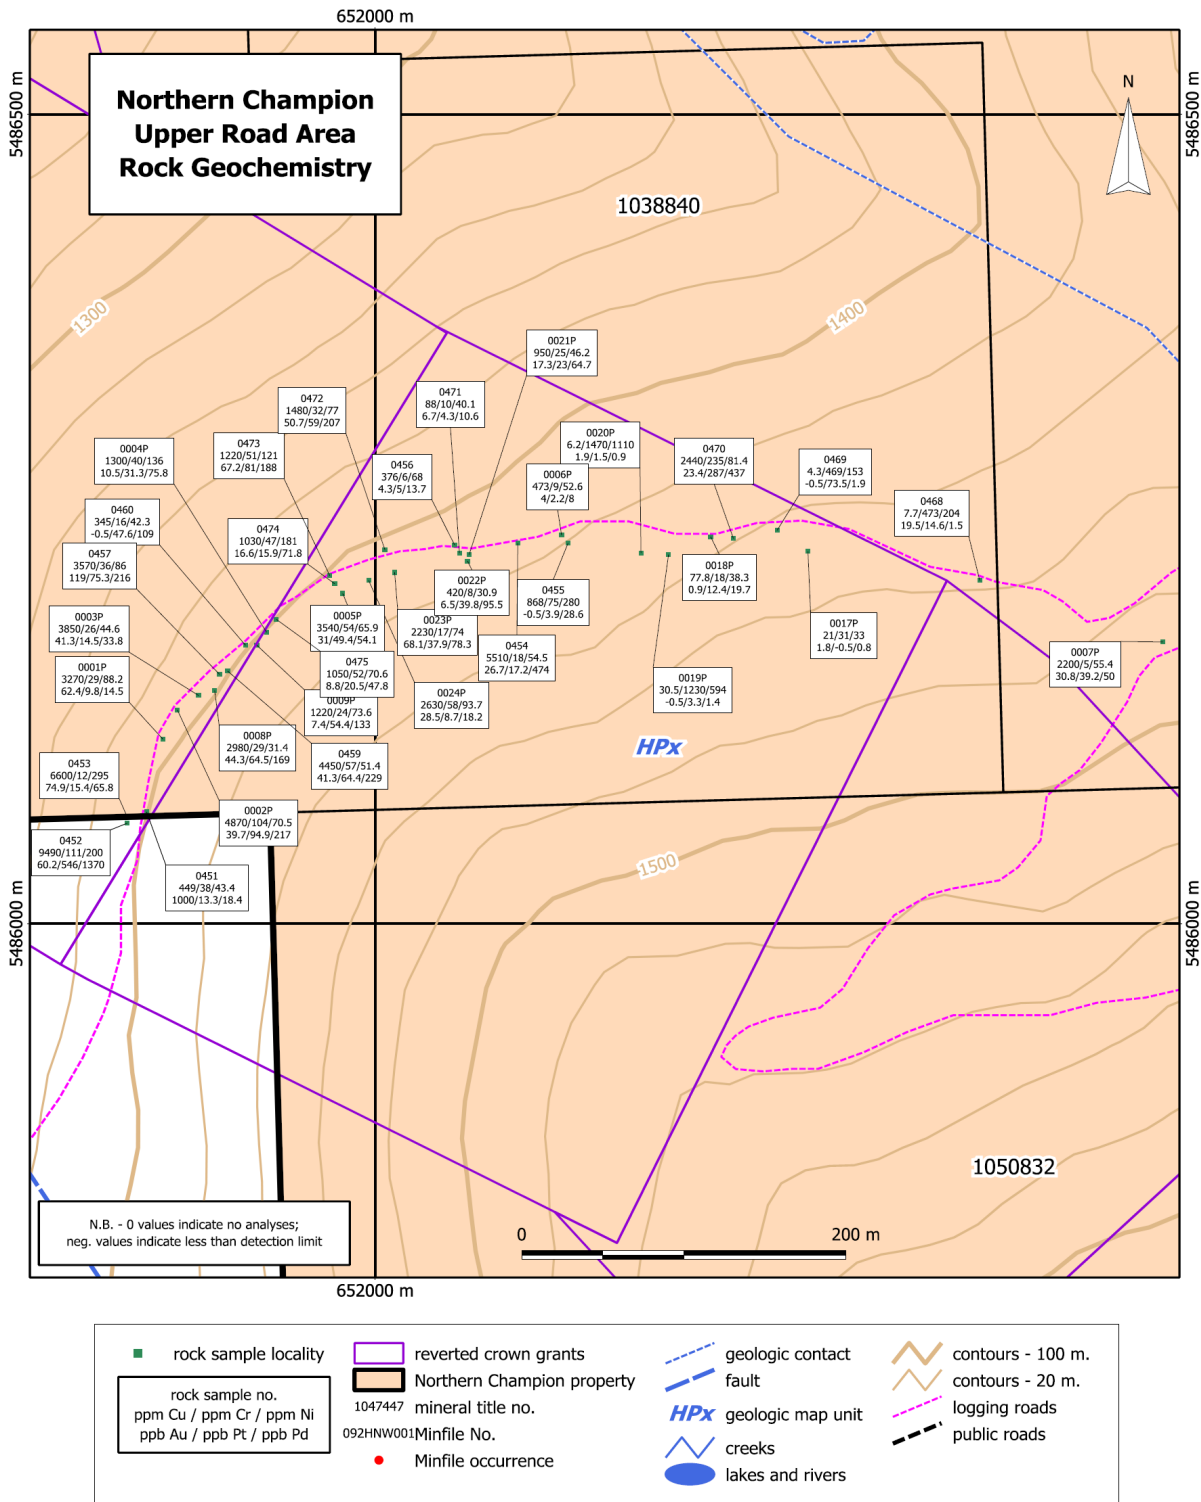 652000 m
5486500 m
5486500 m
Northern Champion
Upper Road Area
Rock Geochemistry
N
1038840
1300
1400
0021P
950/25/46.2
17.3/23/64.7
0471
88/10/40.1
6.7/4.3/10.6
0472
1480/32/77
50.7/59/207
0020P
6.2/1470/1110
1.9/1.5/0.9
0473
1220/51/121
67.2/81/188
0004P
1300/40/136
10.5/31.3/75.8
0470
2440/235/81.4
23.4/287/437
0469
4.3/469/153
-0.5/73.5/1.9
0456
376/6/68
4.3/5/13.7
0006P
473/9/52.6
4/2.2/8
0468
7.7/473/204
19.5/14.6/1.5
0460
345/16/42.3
-0.5/47.6/109
0474
1030/47/181
16.6/15.9/71.8
0457
3570/36/86
119/75.3/216
0018P
77.8/18/38.3
0.9/12.4/19.7
0022P
420/8/30.9
6.5/39.8/95.5
0455
868/75/280
-0.5/3.9/28.6
0003P
3850/26/44.6
41.3/14.5/33.8
0005P
3540/54/65.9
31/49.4/54.1
0023P
2230/17/74
68.1/37.9/78.3
0454
5510/18/54.5
26.7/17.2/474
0017P
21/31/33
1.8/-0.5/0.8
0007P
2200/5/55.4
30.8/39.2/50
0001P
3270/29/88.2
62.4/9.8/14.5
0475
1050/52/70.6
8.8/20.5/47.8
0019P
30.5/1230/594
-0.5/3.3/1.4
0024P
2630/58/93.7
28.5/8.7/18.2
0009P
1220/24/73.6
7.4/54.4/133
0008P
2980/29/31.4
44.3/64.5/169
HPx
0459
4450/57/51.4
41.3/64.4/229
0453
6600/12/295
74.9/15.4/65.8
0002P
4870/104/70.5
39.7/94.9/217
0452
9490/111/200
60.2/546/1370
0451
449/38/43.4
1000/13.3/18.4
1500
5486000 m
5486000 m
1050832
N.B. - 0 values indicate no analyses;
neg. values indicate less than detection limit
0
200 m
652000 m
rock sample locality
rock sample no.
ppm Cu / ppm Cr / ppm Ni
ppb Au / ppb Pt / ppb Pd
reverted crown grants
Northern Champion property
1047447 mineral title no.
092HNW001 Minfile No.
Minfile occurrence
geologic contact
fault
HPx geologic map unit
creeks
lakes and rivers
contours - 100 m.
contours - 20 m.
logging roads
public roads